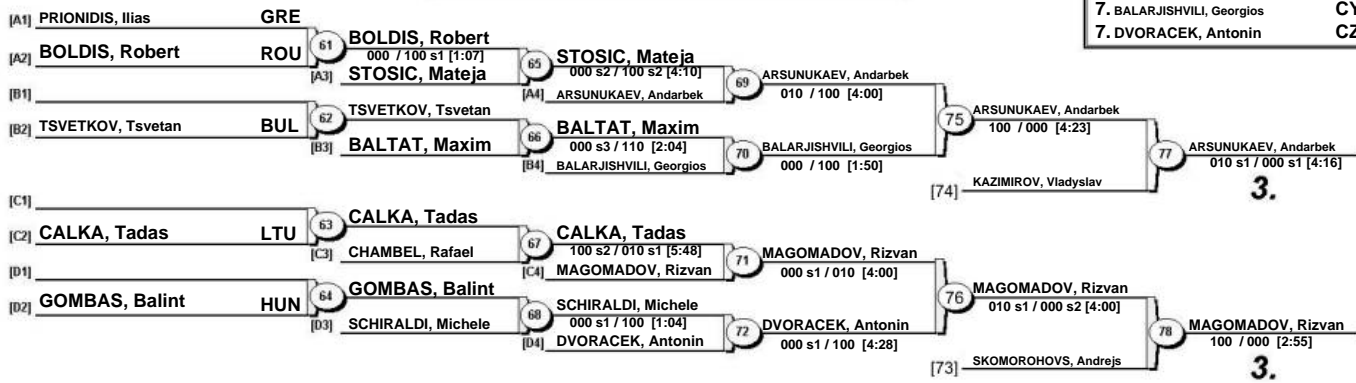 7. BALARJISHVILI, Georgios CY
7. DVORACEK, Antonin CZ
[A1] PRIONIDIS, Ilias GRE
[A2] BOLDIS, Robert ROU
61
BOLDIS, Robert
000 / 100 s1 [1:07]
[A3] STOSIC, Mateja
65
STOSIC, Mateja
000 s2 / 100 s2 [4:10]
[A4] ARSUNUKAEV, Andarbek
69
ARSUNUKAEV, Andarbek
010 / 100 [4:00]
[B1]
[B2] TSVETKOV, Tsvetan BUL
62
TSVETKOV, Tsvetan
[B3] BALTAT, Maxim
66
BALTAT, Maxim
000 s3 / 110 [2:04]
[B4] BALARJISHVILI, Georgios
70
BALARJISHVILI, Georgios
000 / 100 [1:50]
75
ARSUNUKAEV, Andarbek
100 / 000 [4:23]
[74] KAZIMIROV, Vladyslav
77
ARSUNUKAEV, Andarbek
010 s1 / 000 s1 [4:16]
3.
[C1]
[C2] CALKA, Tadas LTU
63
CALKA, Tadas
[C3] CHAMBEL, Rafael
67
CALKA, Tadas
100 s2 / 010 s1 [5:48]
[C4] MAGOMADOV, Rizvan
71
MAGOMADOV, Rizvan
000 s1 / 010 [4:00]
[D1]
[D2] GOMBAS, Balint HUN
64
GOMBAS, Balint
[D3] SCHIRALDI, Michele
68
SCHIRALDI, Michele
000 s1 / 100 [1:04]
[D4] DVORACEK, Antonin
72
DVORACEK, Antonin
000 s1 / 100 [4:28]
76
MAGOMADOV, Rizvan
010 s1 / 000 s2 [4:00]
[73] SKOMOROHOVS, Andrejs
78
MAGOMADOV, Rizvan
100 / 000 [2:55]
3.